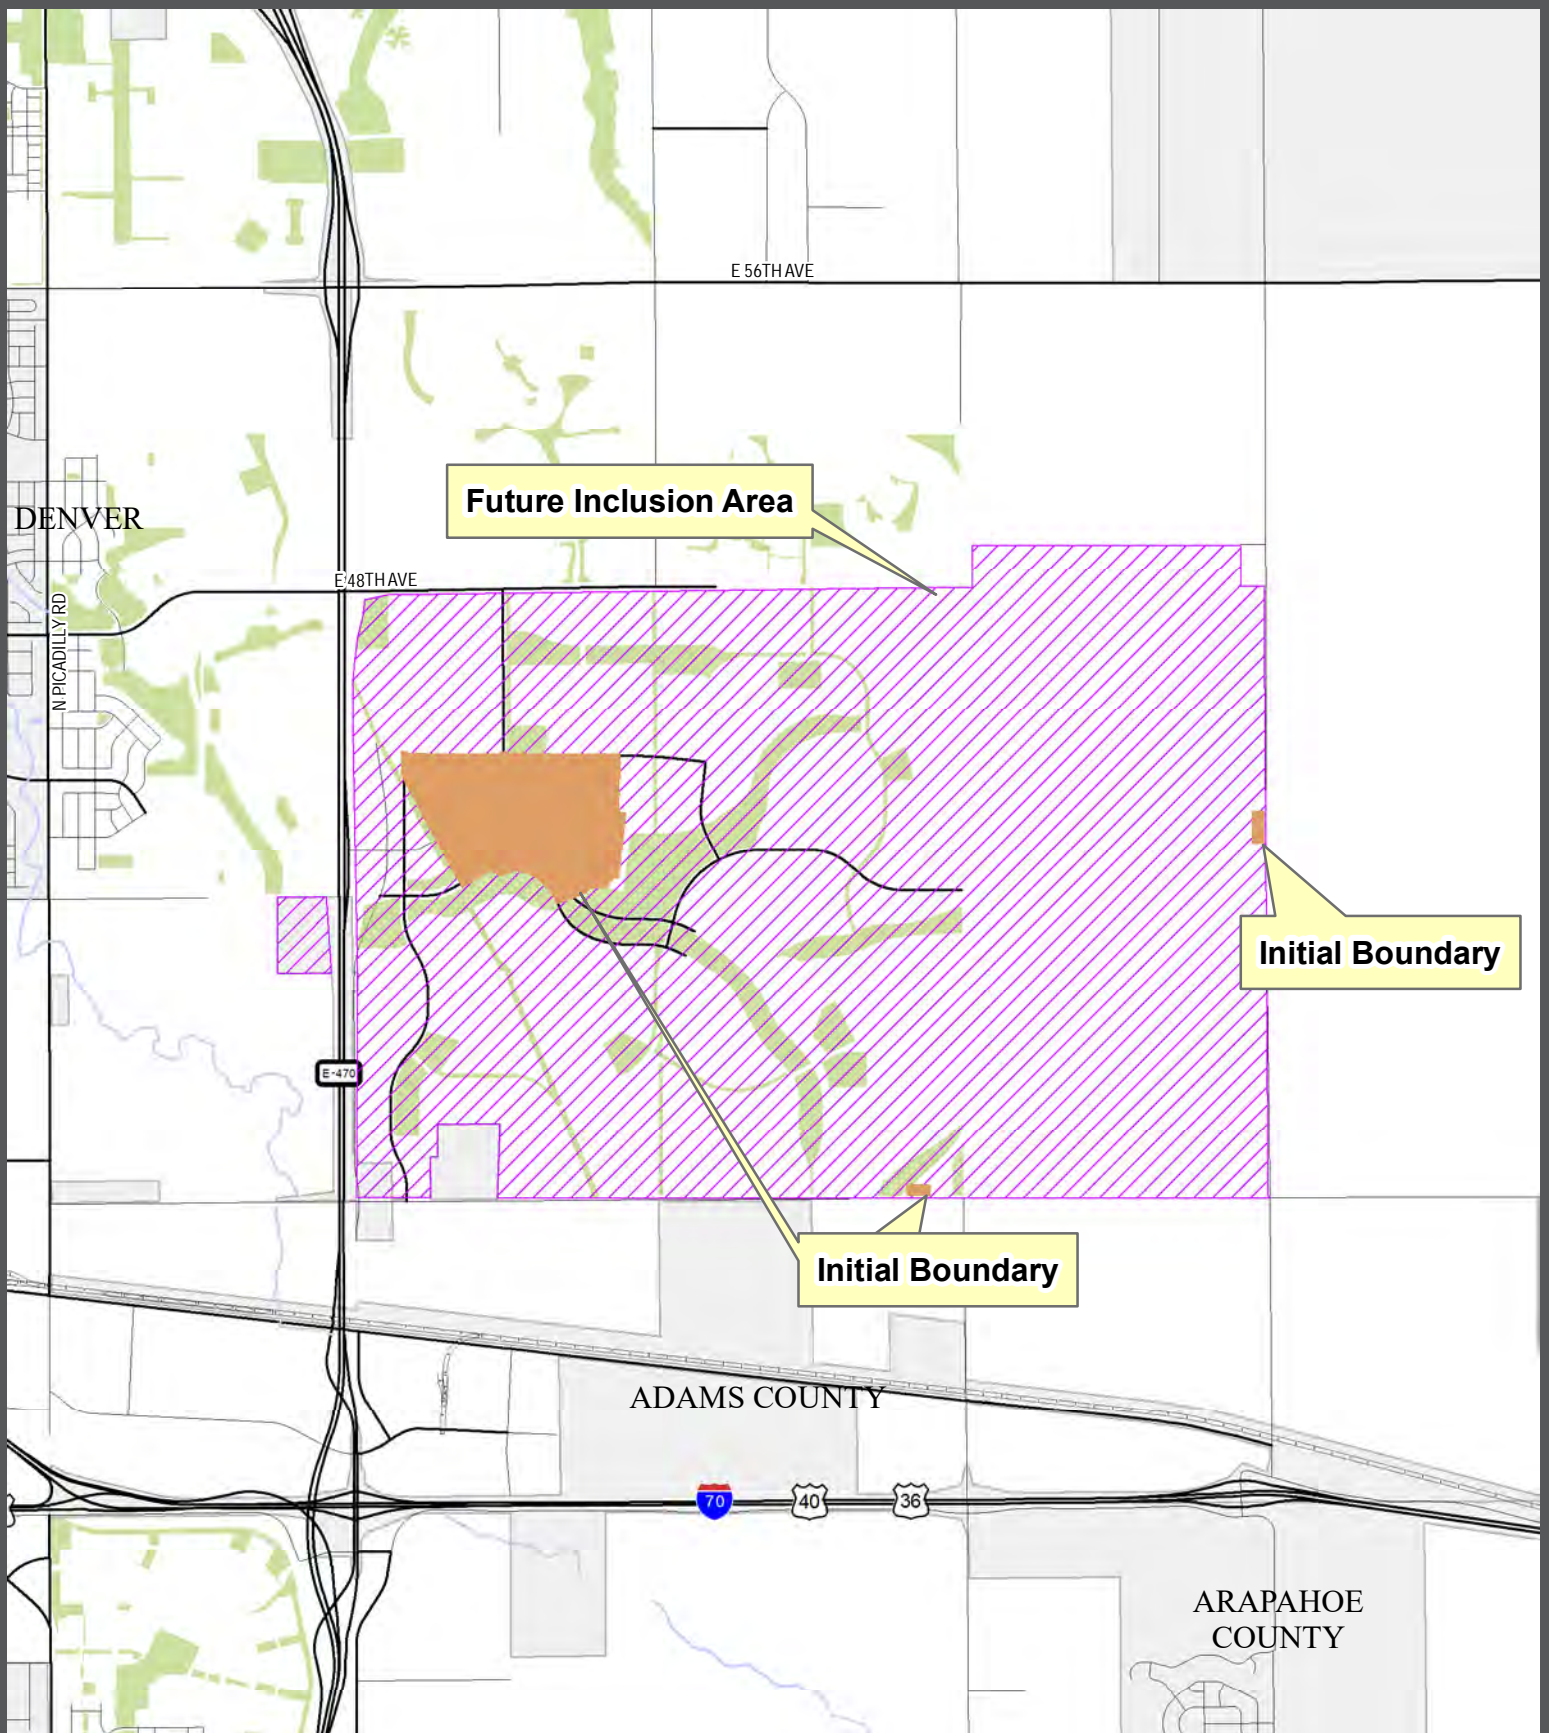 E 56TH AVE
Future Inclusion Area
DENVER
E 48TH AVE
N PICADILLY RD
Initial Boundary
E-470
Initial Boundary
ADAMS COUNTY
70
40
36
ARAPAHOE
COUNTY